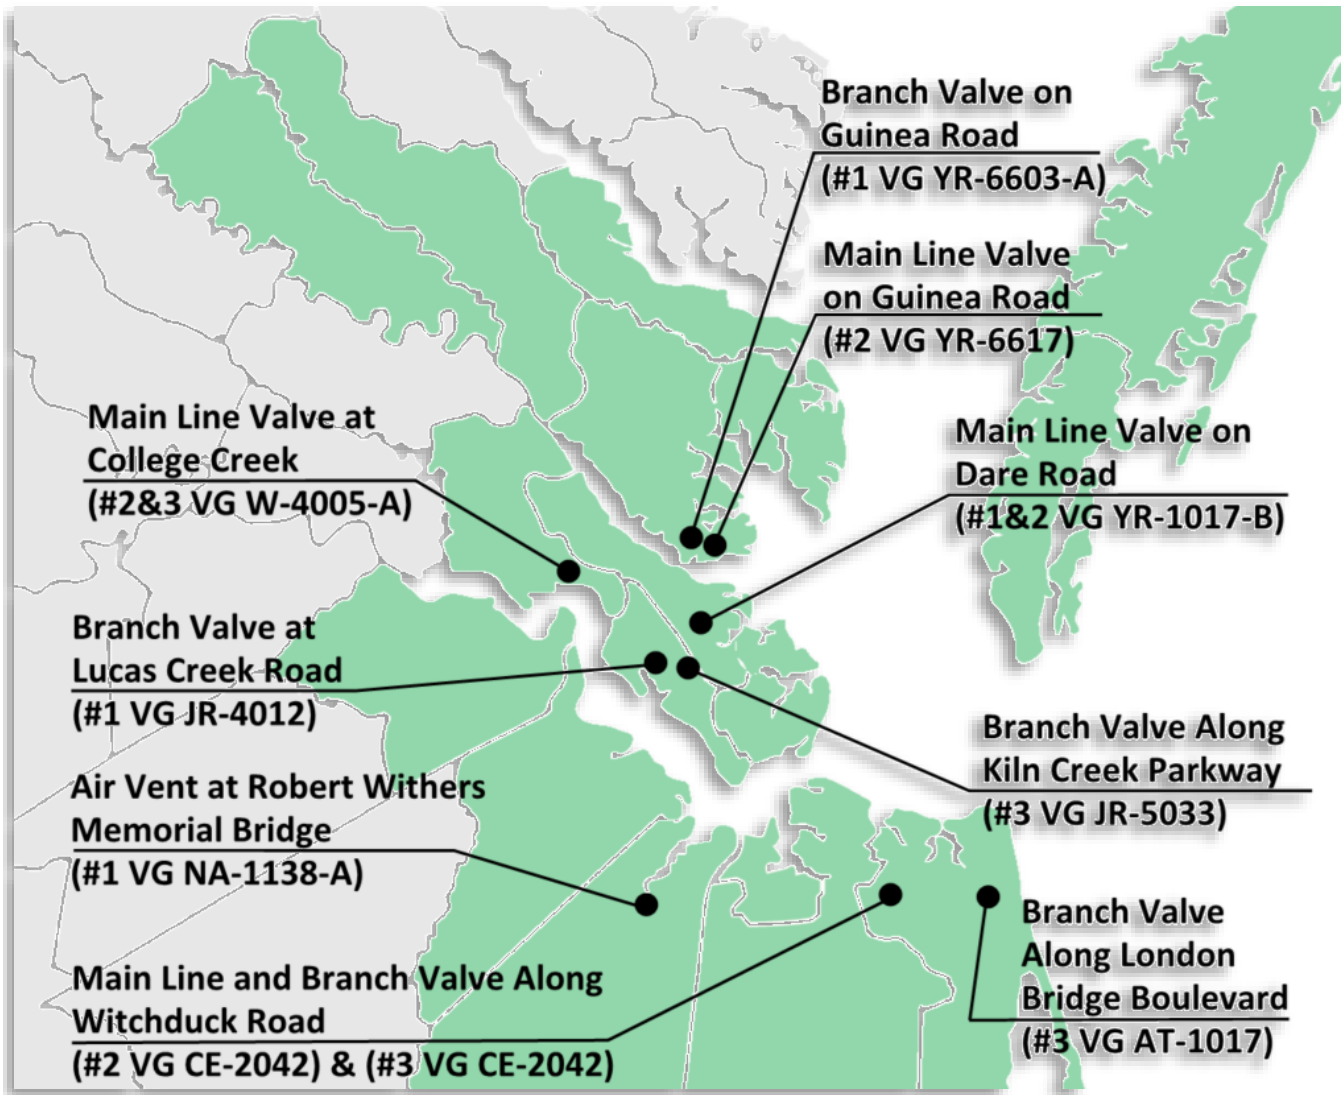 Branch Valve on
Guinea Road
(#1 VG YR-6603-A)
Main Line Valve
on Guinea Road
(#2 VG YR-6617)
Main Line Valve at
College Creek
(#2&3 VG W-4005-A)
Main Line Valve on
Dare Road
(#1&2 VG YR-1017-B)
Branch Valve at
Lucas Creek Road
(#1 VG JR-4012)
Branch Valve Along
Kiln Creek Parkway
(#3 VG JR-5033)
Air Vent at Robert Withers
Memorial Bridge
(#1 VG NA-1138-A)
Branch Valve
Along London
Bridge Boulevard
(#3 VG AT-1017)
Main Line and Branch Valve Along
Witchduck Road
(#2 VG CE-2042) & (#3 VG CE-2042)